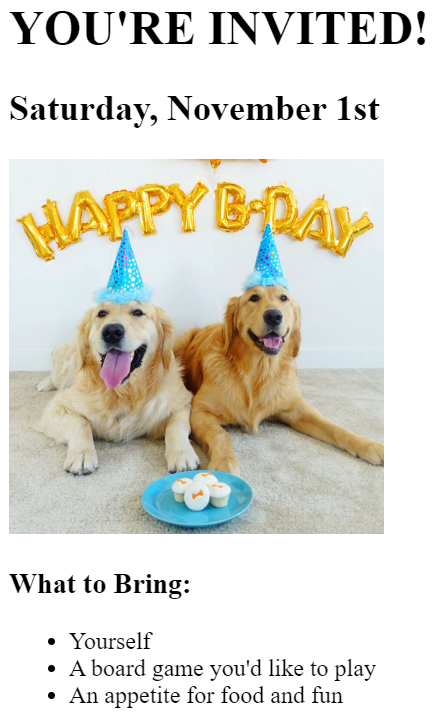 YOU'RE INVITED!
Saturday, November 1st
HAPPY B-DAY
What to Bring:
Yourself
A board game you'd like to play
An appetite for food and fun